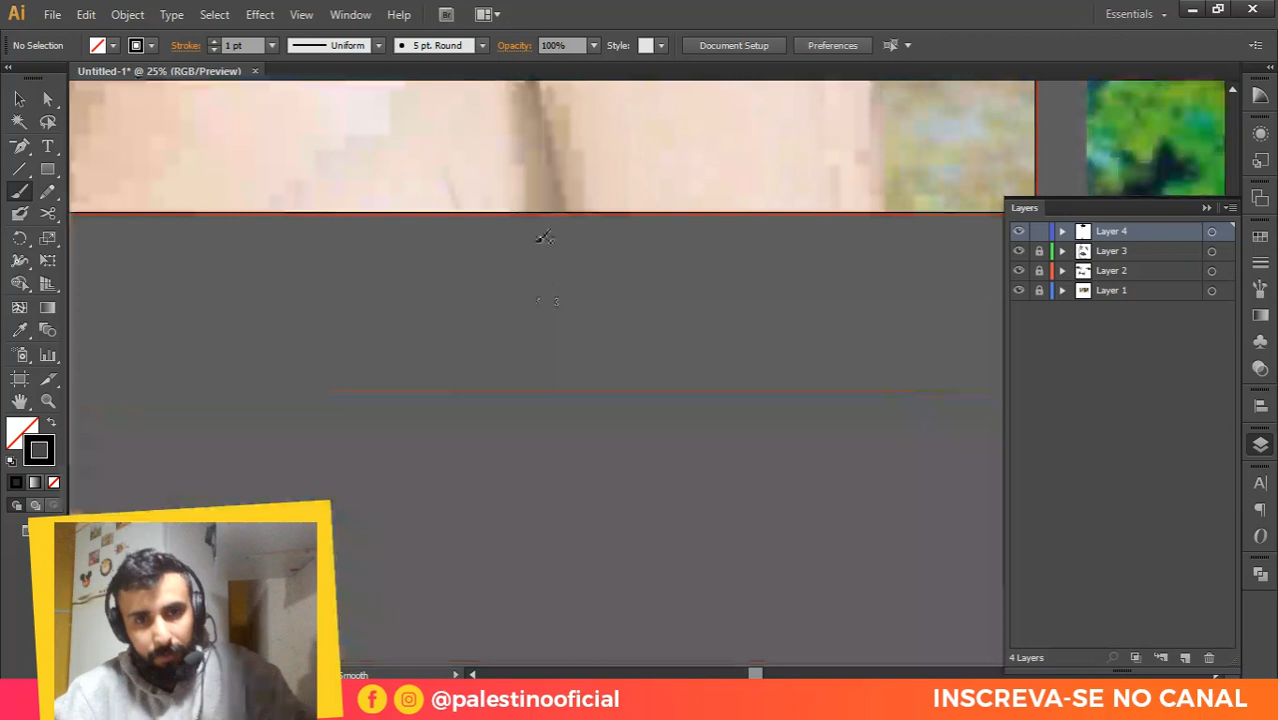 Ai File Edit Object Type Select Effect View Window Help Br Essentials
No Selection Stroke: 1 pt Uniform 5 pt. Round Opacity: 100% Style: Document Setup Preferences
Untitled-1* @ 25% (RGB/Preview)
Layers
Layer 4
Layer 3
Layer 2
Layer 1
4 Layers
Smooth
@palestinooficial INSCREVA-SE NO CANAL